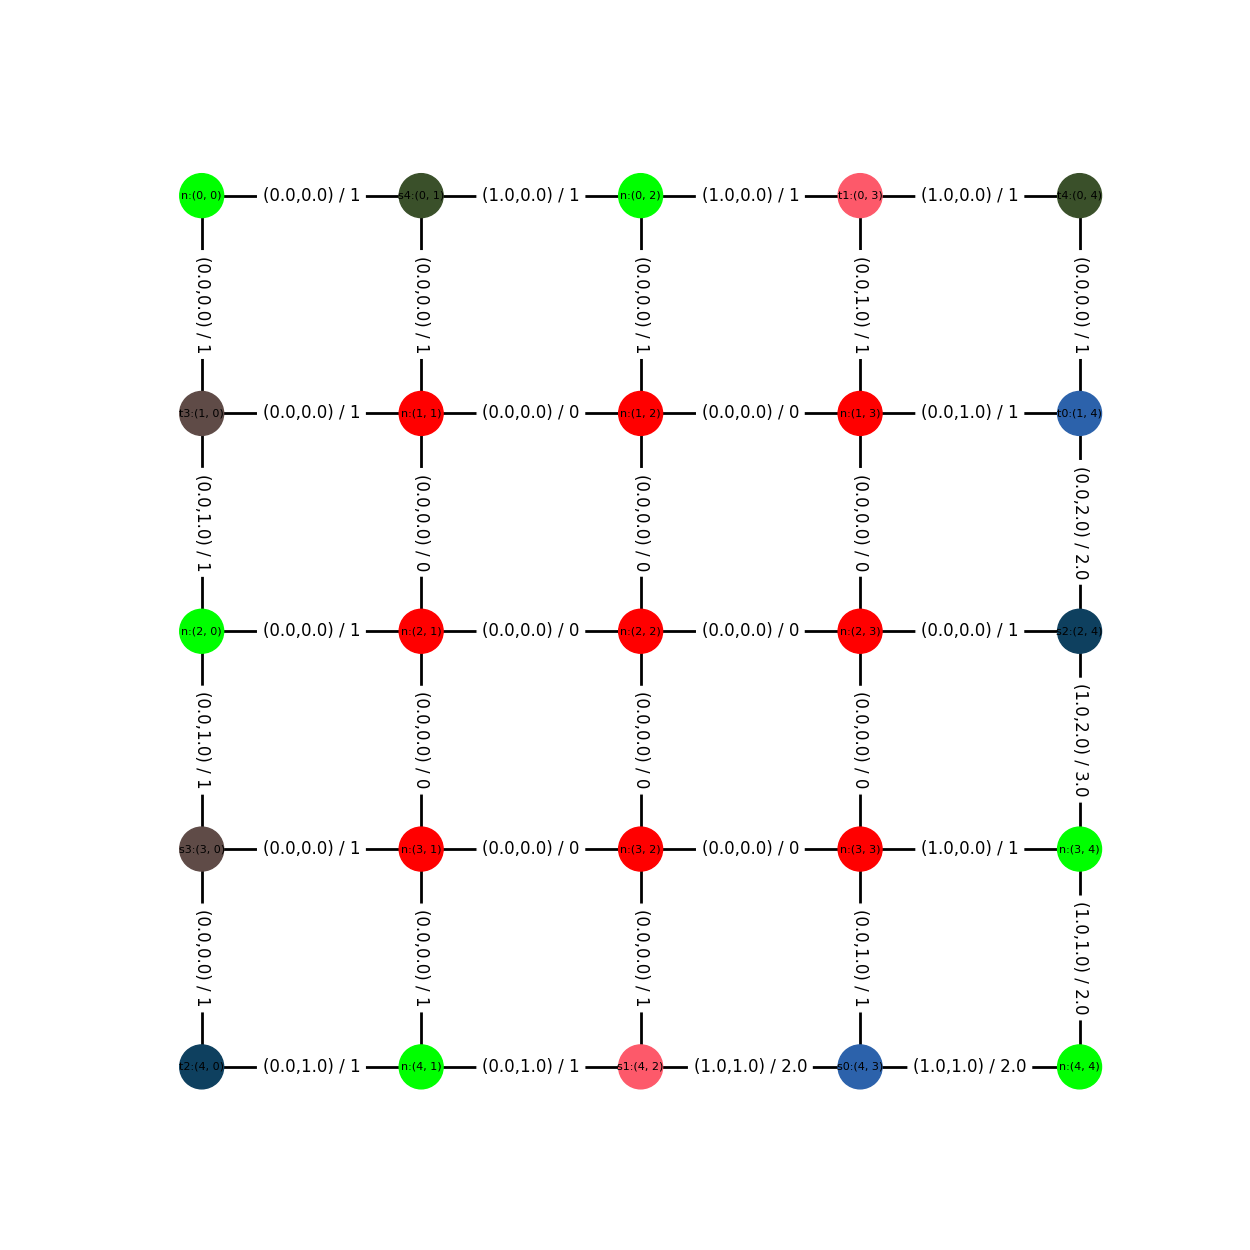 n:(0, 0) (0.0,0.0) / 1 s4:(0, 1) (1.0,0.0) / 1 n:(0, 2) (1.0,0.0) / 1 t1:(0, 3) (1.0,0.0) / 1 t4:(0, 4)
(0.0,0.0) / 1 (0.0,0.0) / 1 (0.0,0.0) / 1 (0.0,1.0) / 1 (0.0,0.0) / 1
t3:(1, 0) (0.0,0.0) / 1 n:(1, 1) (0.0,0.0) / 0 n:(1, 2) (0.0,0.0) / 0 n:(1, 3) (0.0,1.0) / 1 t0:(1, 4)
(0.0,1.0) / 1 (0.0,0.0) / 0 (0.0,0.0) / 0 (0.0,0.0) / 0 (0.0,2.0) / 2.0
n:(2, 0) (0.0,0.0) / 1 n:(2, 1) (0.0,0.0) / 0 n:(2, 2) (0.0,0.0) / 0 n:(2, 3) (0.0,0.0) / 1 s2:(2, 4)
(0.0,1.0) / 1 (0.0,0.0) / 0 (0.0,0.0) / 0 (0.0,0.0) / 0 (1.0,2.0) / 3.0
s3:(3, 0) (0.0,0.0) / 1 n:(3, 1) (0.0,0.0) / 0 n:(3, 2) (0.0,0.0) / 0 n:(3, 3) (1.0,0.0) / 1 n:(3, 4)
(0.0,0.0) / 1 (0.0,0.0) / 1 (0.0,0.0) / 1 (0.0,1.0) / 1 (1.0,1.0) / 2.0
t2:(4, 0) (0.0,1.0) / 1 n:(4, 1) (0.0,1.0) / 1 s1:(4, 2) (1.0,1.0) / 2.0 s0:(4, 3) (1.0,1.0) / 2.0 n:(4, 4)